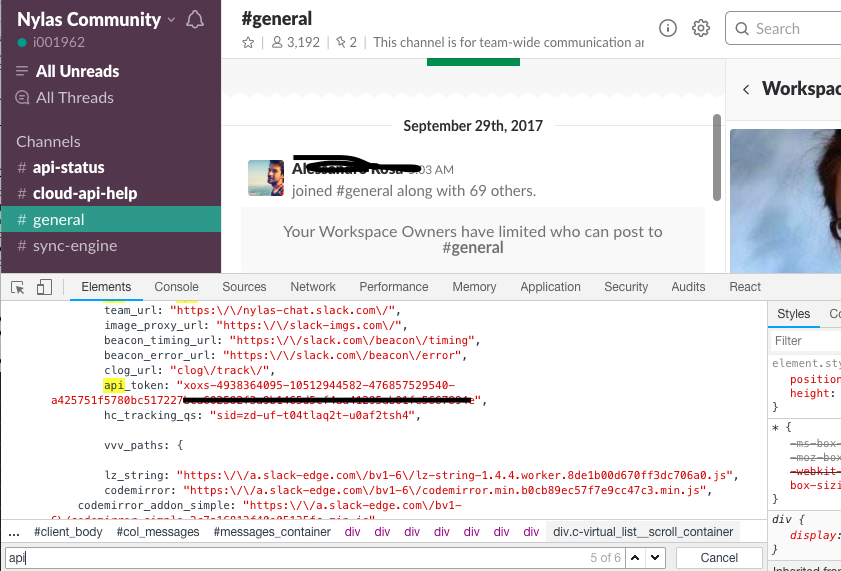 Nylas Community
i001962
All Unreads
All Threads
Channels
# api-status
# cloud-api-help
# general
# sync-engine
#general
3,192 | 2 | This channel is for team-wide communication ar
Search
September 29th, 2017
AM
joined #general along with 69 others.
Your Workspace Owners have limited who can post to
#general
Workspac
Elements Console Sources Network Performance Memory Application Security Audits React
team_url: "https:\/\/nylas-chat.slack.com\/",
image_proxy_url: "https:\/\/slack-imgs.com\/",
beacon_timing_url: "https:\/\/slack.com\/beacon\/timing",
beacon_error_url: "https:\/\/slack.com\/beacon\/error",
clog_url: "clog\/track\/",
api_token: "xoxs-4938364095-10512944582-476857529540-
a425751f5780bc517227
hc_tracking_qs: "sid=zd-uf-t04tlaq2t-u0af2tsh4",
vvv_paths: {
lz_string: "https:\/\/a.slack-edge.com\/bv1-6\/lz-string-1.4.4.worker.8de1b00d670ff3dc706a0.js",
codemirror: "https:\/\/a.slack-edge.com\/bv1-6\/codemirror.min.b0cb89ec57f7e9cc47c3.min.js",
codemirror_addon_simple: "https:\/\/a.slack-edge.com\/bv1-
... #client_body #col_messages #messages_container div div div div div div div.c-virtual_list__scroll_container
api
5 of 6
Cancel
Styles Co
Filter
element.sty
position
height:
}
* {
-ms-box-
-moz-box-
-webkit-
box-sizi
}
div {
display:
}
Inherited from